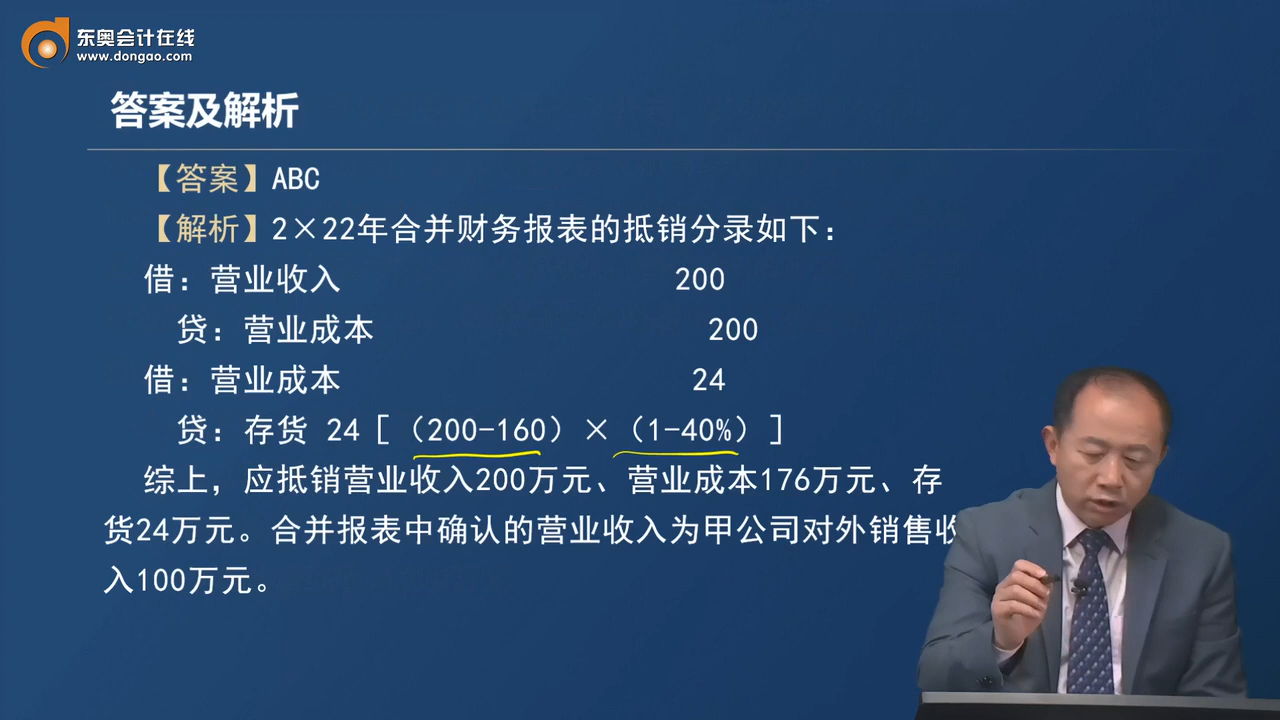 东奥会计在线
www.dongao.com
答案及解析
【答案】ABC
【解析】2×22年合并财务报表的抵销分录如下：
借：营业收入 200
贷：营业成本 200
借：营业成本 24
贷：存货 24［（200-160）×（1-40%）］
综上，应抵销营业收入200万元、营业成本176万元、存
货24万元。合并报表中确认的营业收入为甲公司对外销售收
入100万元。